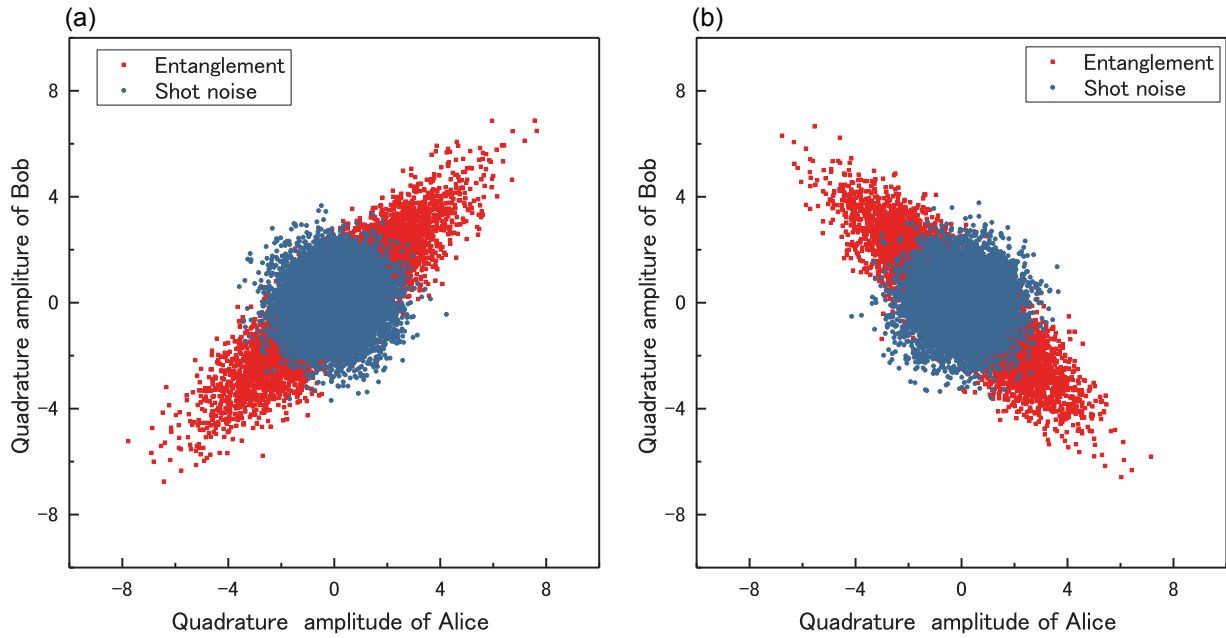 (a)
Entanglement
Shot noise
8
4
0
−4
−8
−8
−4
0
4
8
Quadrature ampliture of Bob
Quadrature amplitude of Alice
(b)
Entanglement
Shot noise
8
4
0
−4
−8
−8
−4
0
4
8
Quadrature ampliture of Bob
Quadrature amplitude of Alice